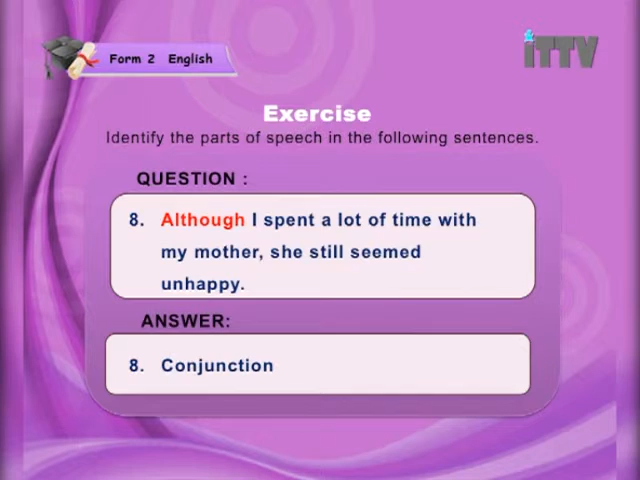 Form 2 English
iTTV
Exercise
Identify the parts of speech in the following sentences.
QUESTION :
8. Although I spent a lot of time with
my mother, she still seemed
unhappy.
ANSWER:
8. Conjunction